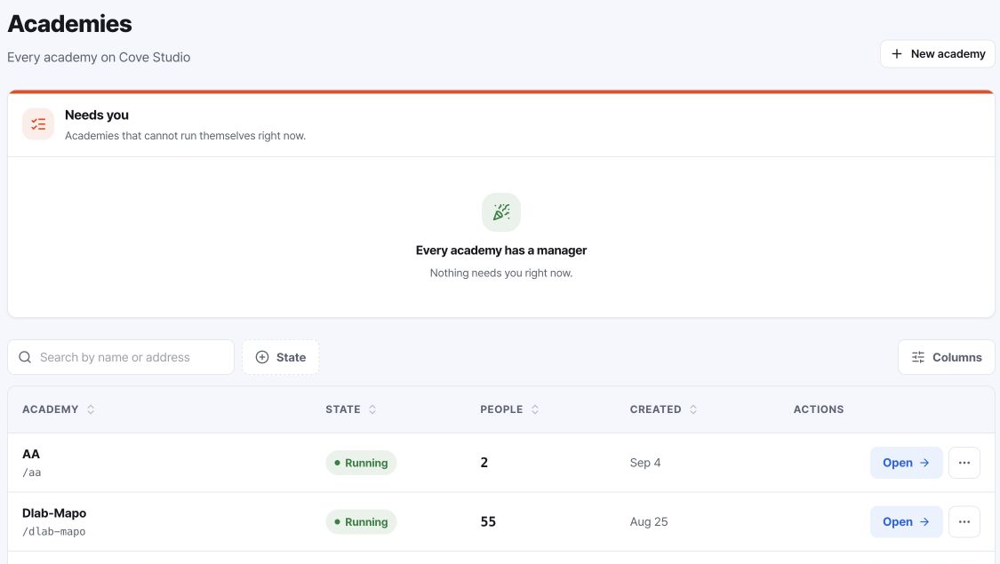 Academies
Every academy on Cove Studio
New academy
Needs you
Academies that cannot run themselves right now.
Every academy has a manager
Nothing needs you right now.
Search by name or address
State
Columns
ACADEMY STATE PEOPLE CREATED ACTIONS
AA
/aa
Running 2 Sep 4 Open
Dlab-Mapo
/dlab-mapo
Running 55 Aug 25 Open